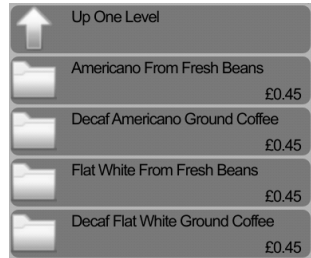 Up One Level
Americano From Fresh Beans
£0.45
Decaf Americano Ground Coffee
£0.45
Flat White From Fresh Beans
£0.45
Decaf Flat White Ground Coffee
£0.45